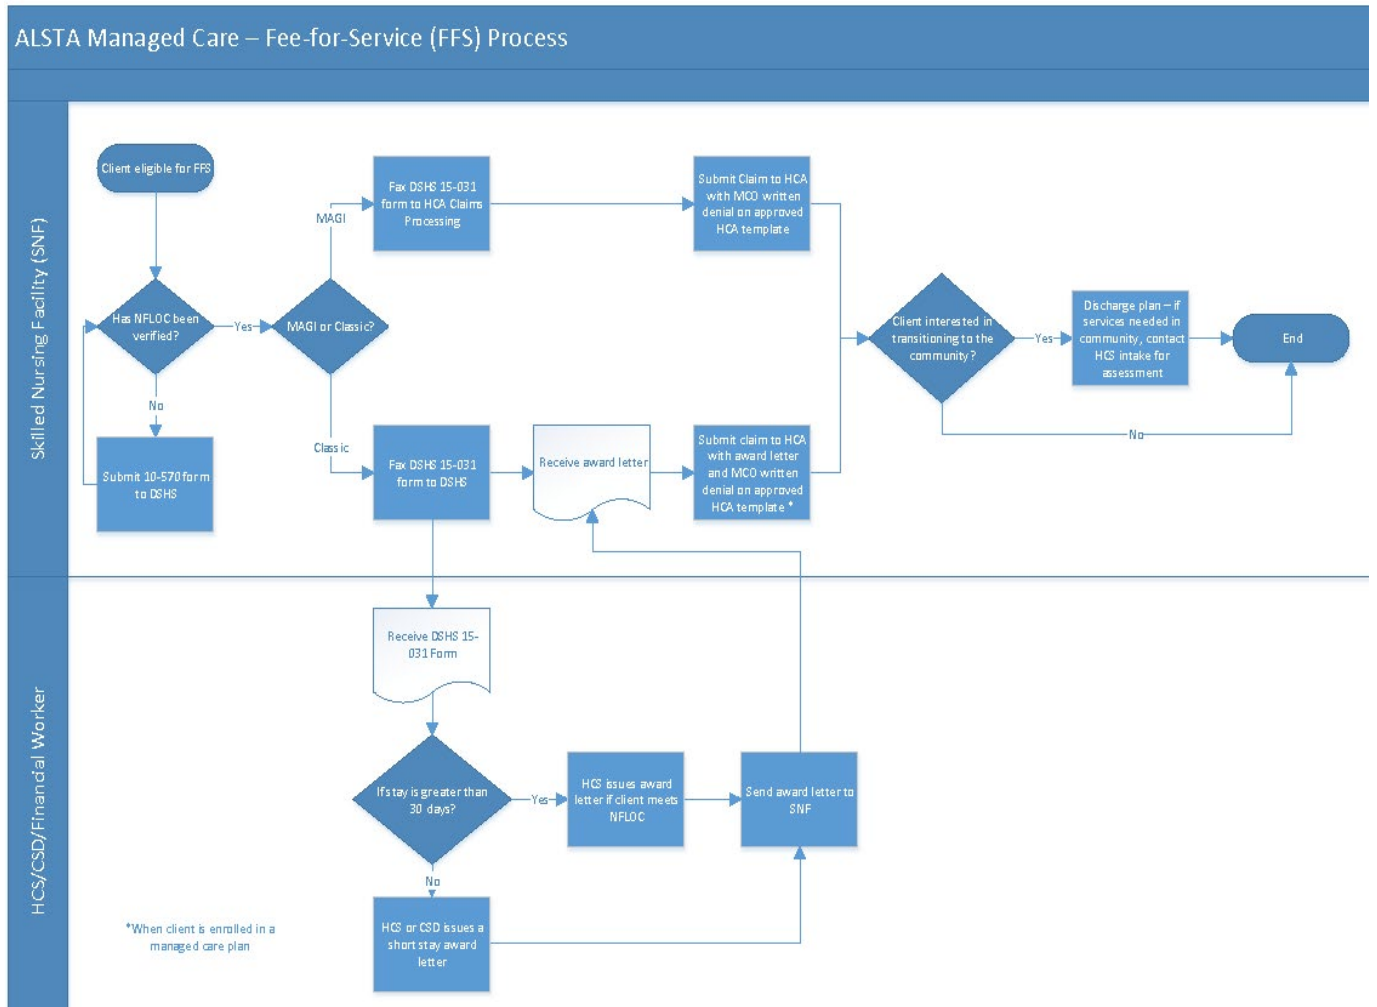 ALSTA Managed Care – Fee-for-Service (FFS) Process
Skilled Nursing Facility (SNF)
Client eligible for FFS
Has NFLOC been
verified?
Yes
No
Submit 10-570 form
to DSHS
MAGI or Classic?
MAGI
Classic
Fax DSHS 15-031
form to HCA Claims
Processing
Submit Claim to HCA
with MCO written
denial on approved
HCA template
Fax DSHS 15-031
form to DSHS
Receive award letter
Submit claim to HCA
with award letter
and MCO written
denial on approved
HCA template *
Client interested in
transitioning to the
community?
Yes
No
Discharge plan – if
services needed in
community, contact
HCS intake for
assessment
End
HCS/CSD/Financial Worker
Receive DSHS 15-
031 Form
If stay is greater than
30 days?
Yes
No
HCS issues award
letter if client meets
NFLOC
Send award letter to
SNF
HCS or CSD issues a
short stay award
letter
*When client is enrolled in a
managed care plan